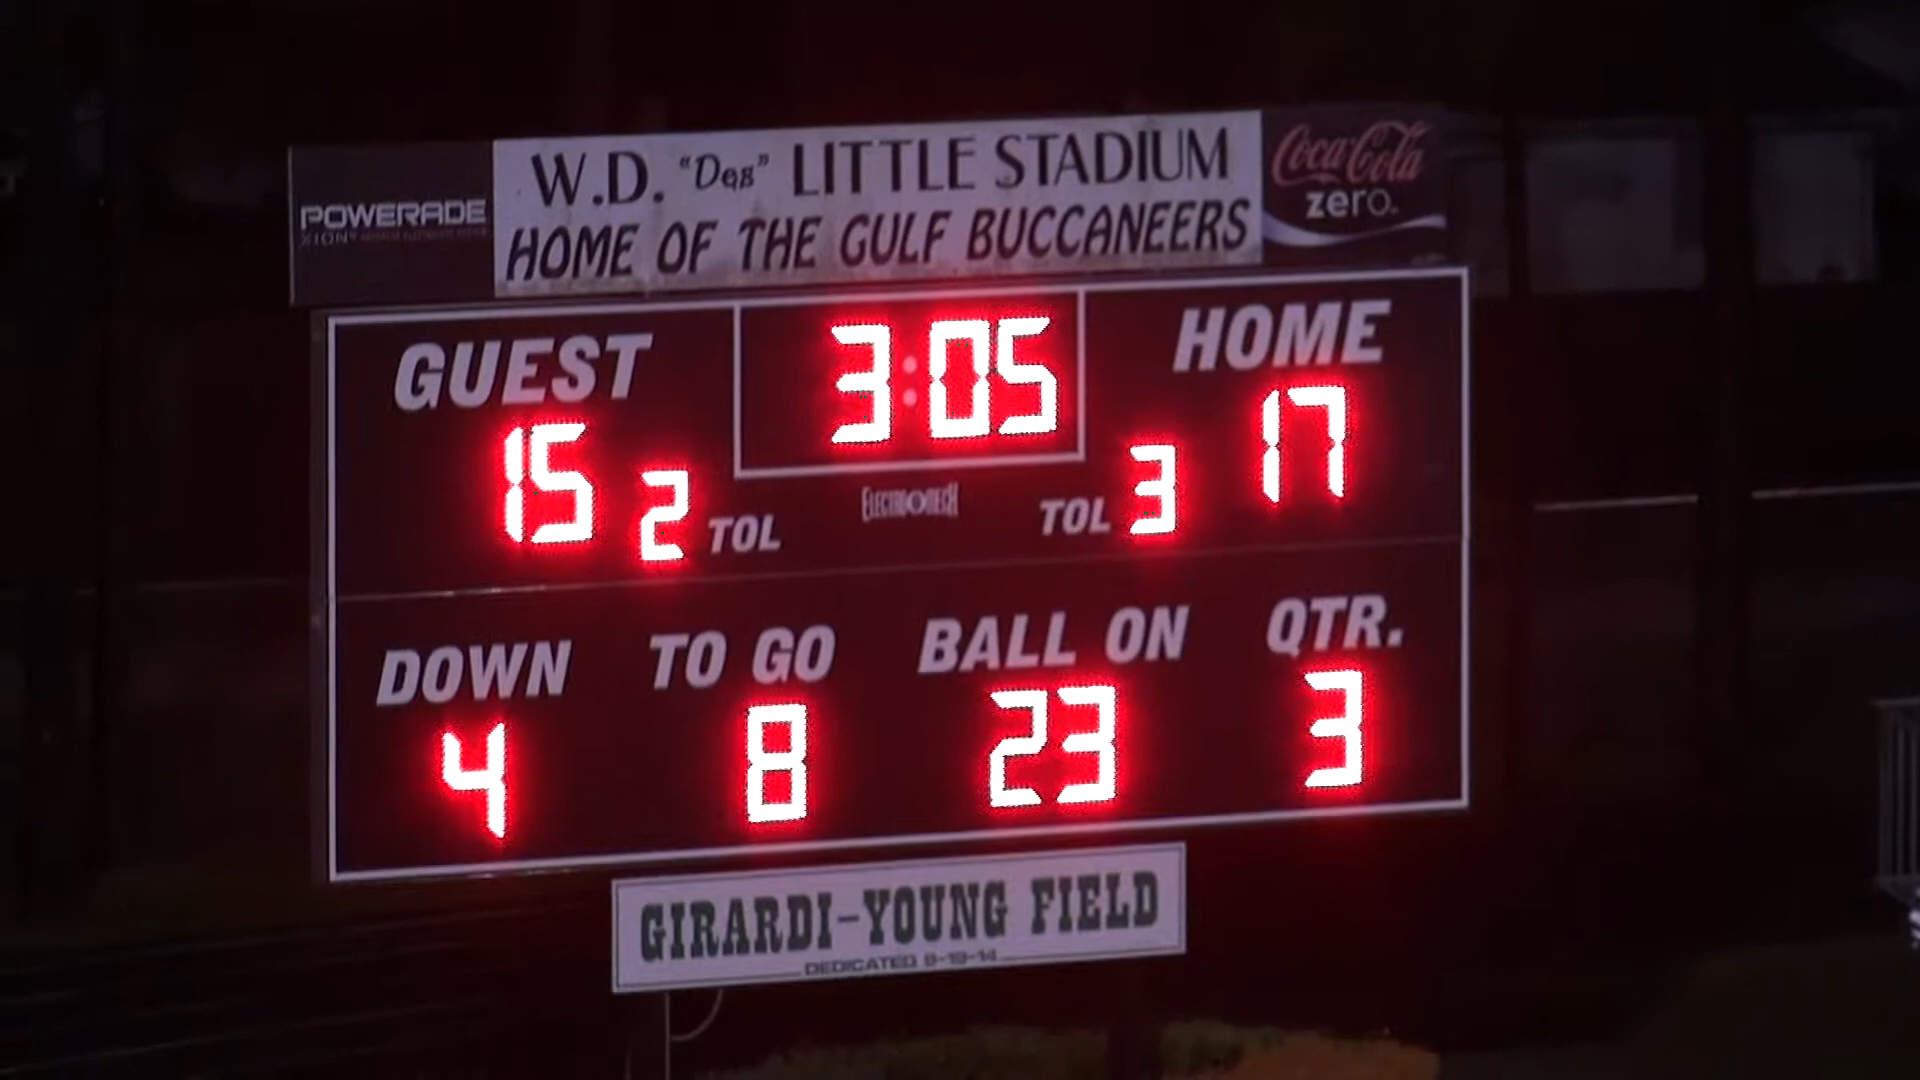 W.D. "Des" LITTLE STADIUM
HOME OF THE GULF BUCCANEERS
POWERADE
Coca-Cola
zero.
GUEST
3:05
HOME
15
2 TOL
ELECTRO-MECH
TOL 3
17
DOWN
TO GO
BALL ON
QTR.
4
8
23
3
GIRARDI-YOUNG FIELD
DEDICATED 9-19-14